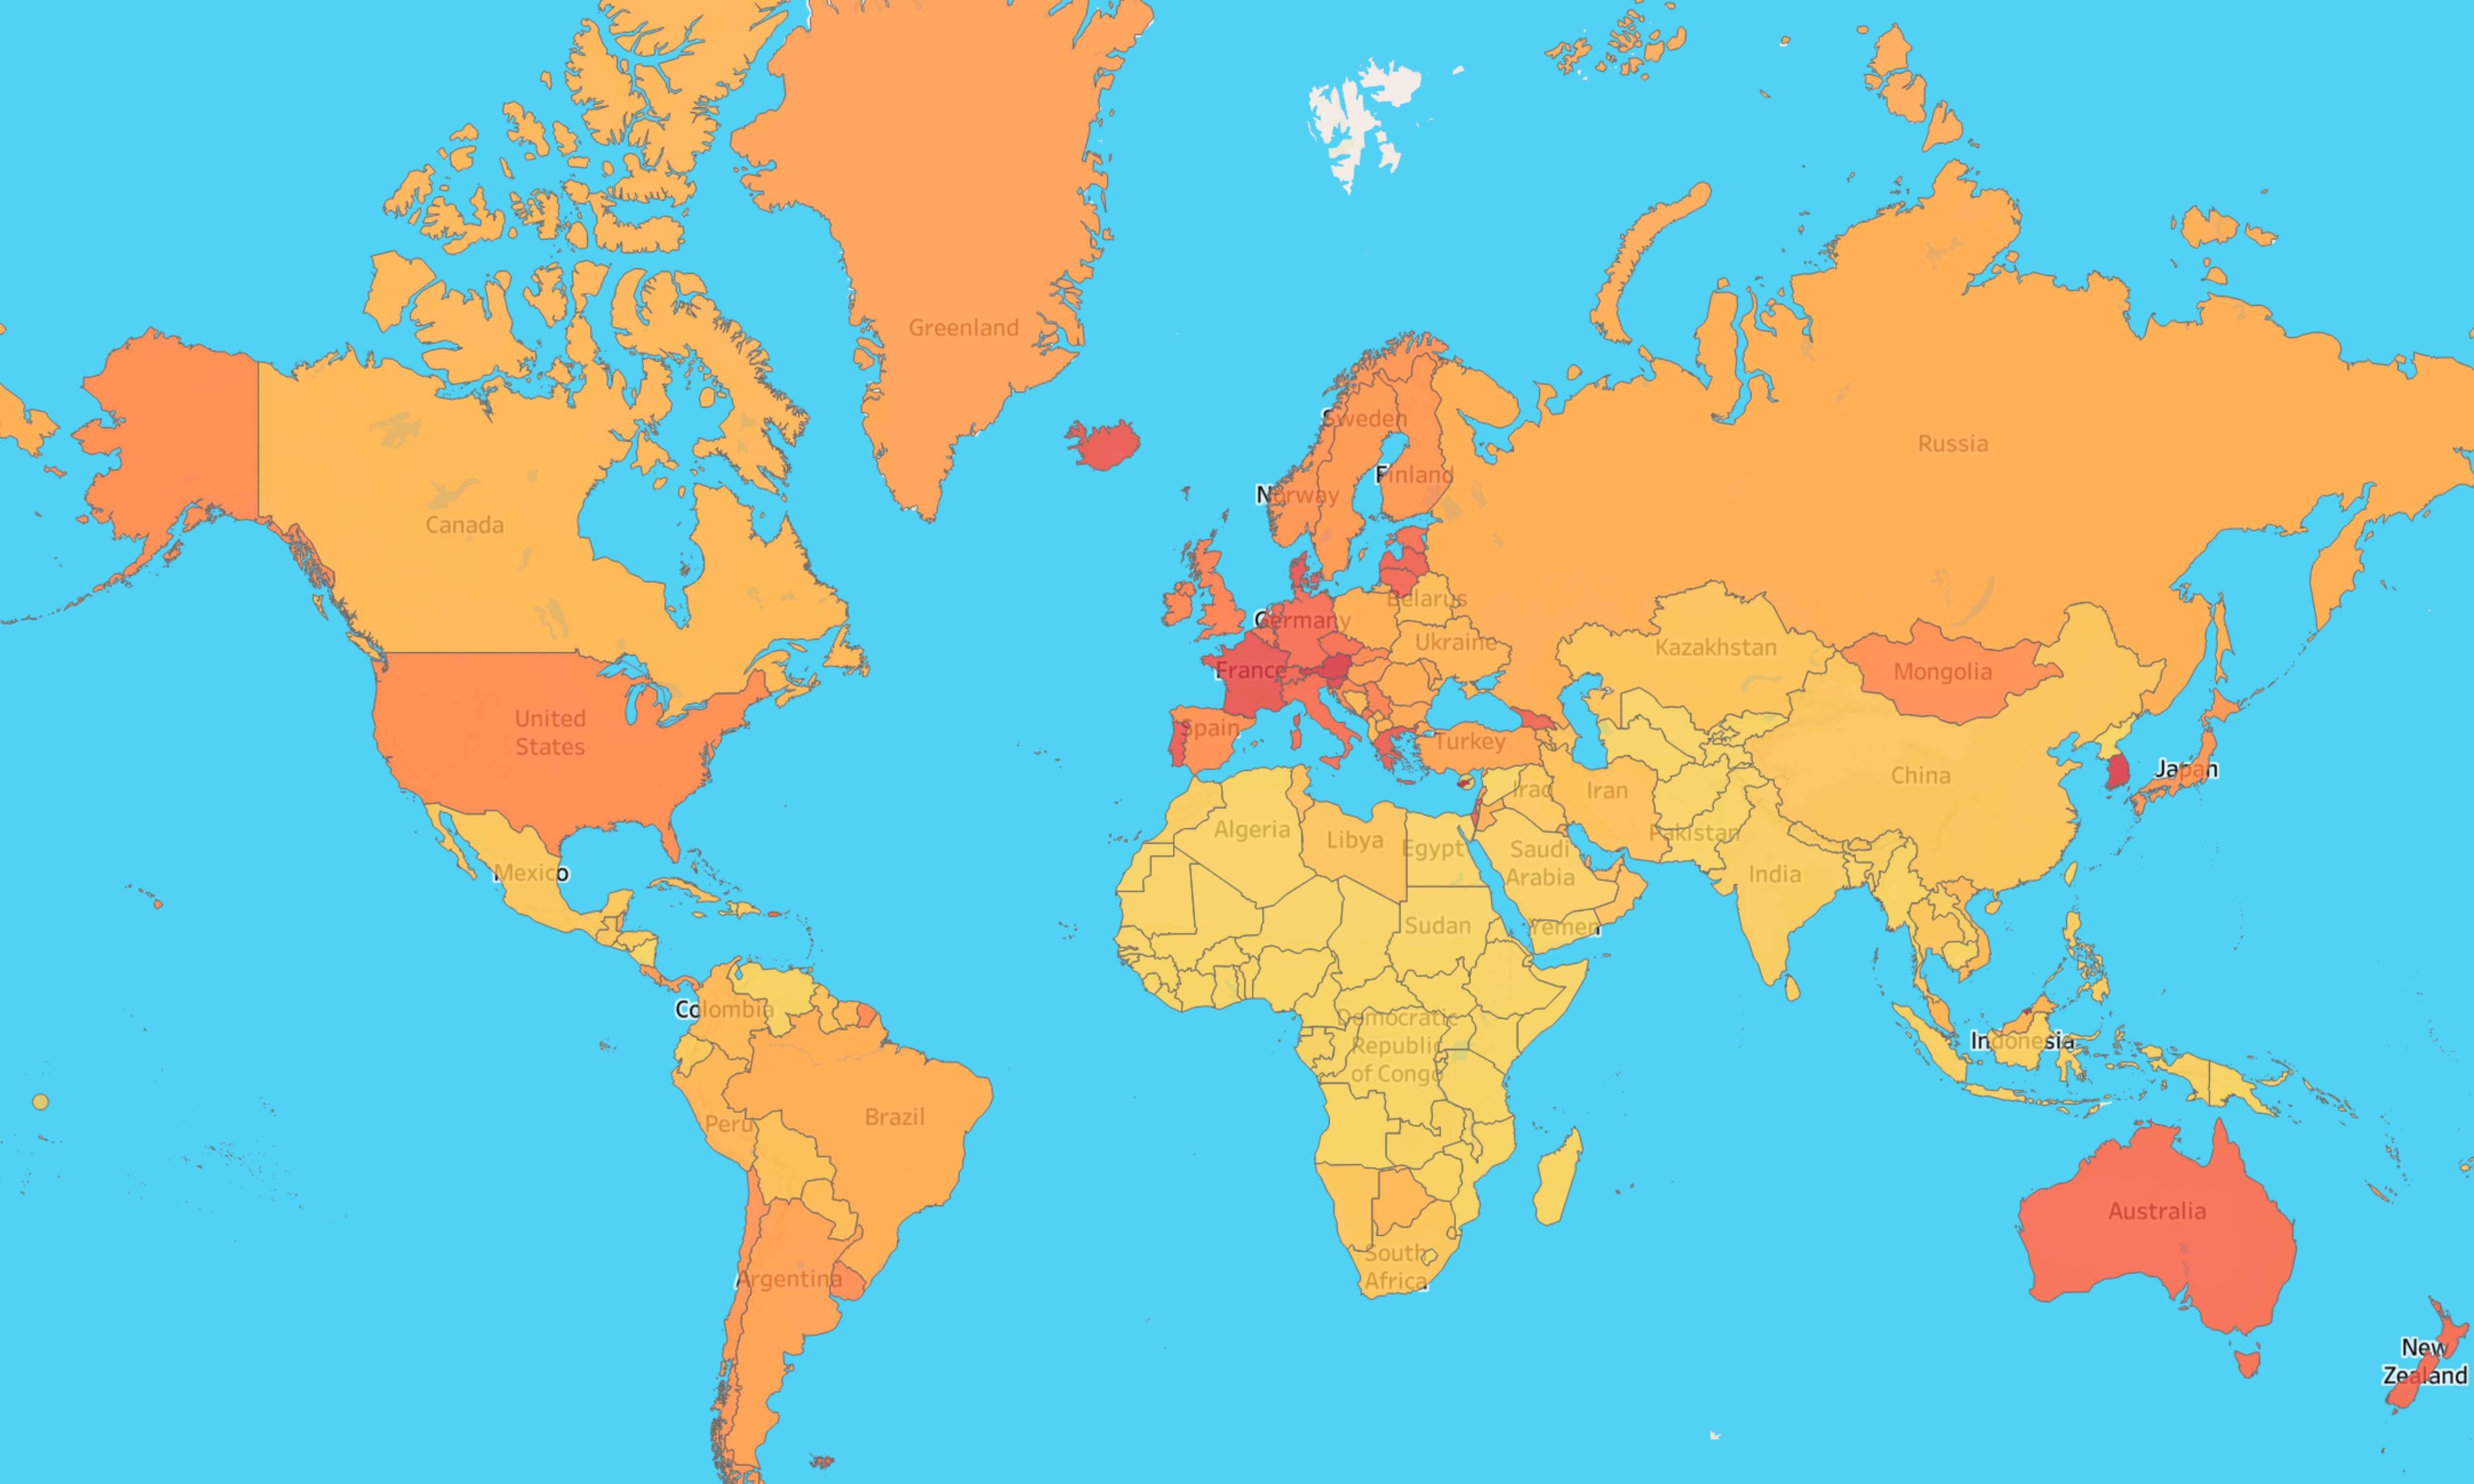 Greenland
Sweden
Russia
Finland
Norway
Canada
Belarus
Germany
Ukraine
Kazakhstan
France
Mongolia
United
States
Spain
Turkey
Japan
China
Iraq
Iran
Algeria
Libya
Pakistan
Egypt
Saudi
Arabia
Mexico
India
Sudan
Yemen
Colombia
Democratic
Republic
of Congo
Indonesia
Peru
Brazil
Australia
South
Africa
Argentina
New
Zealand